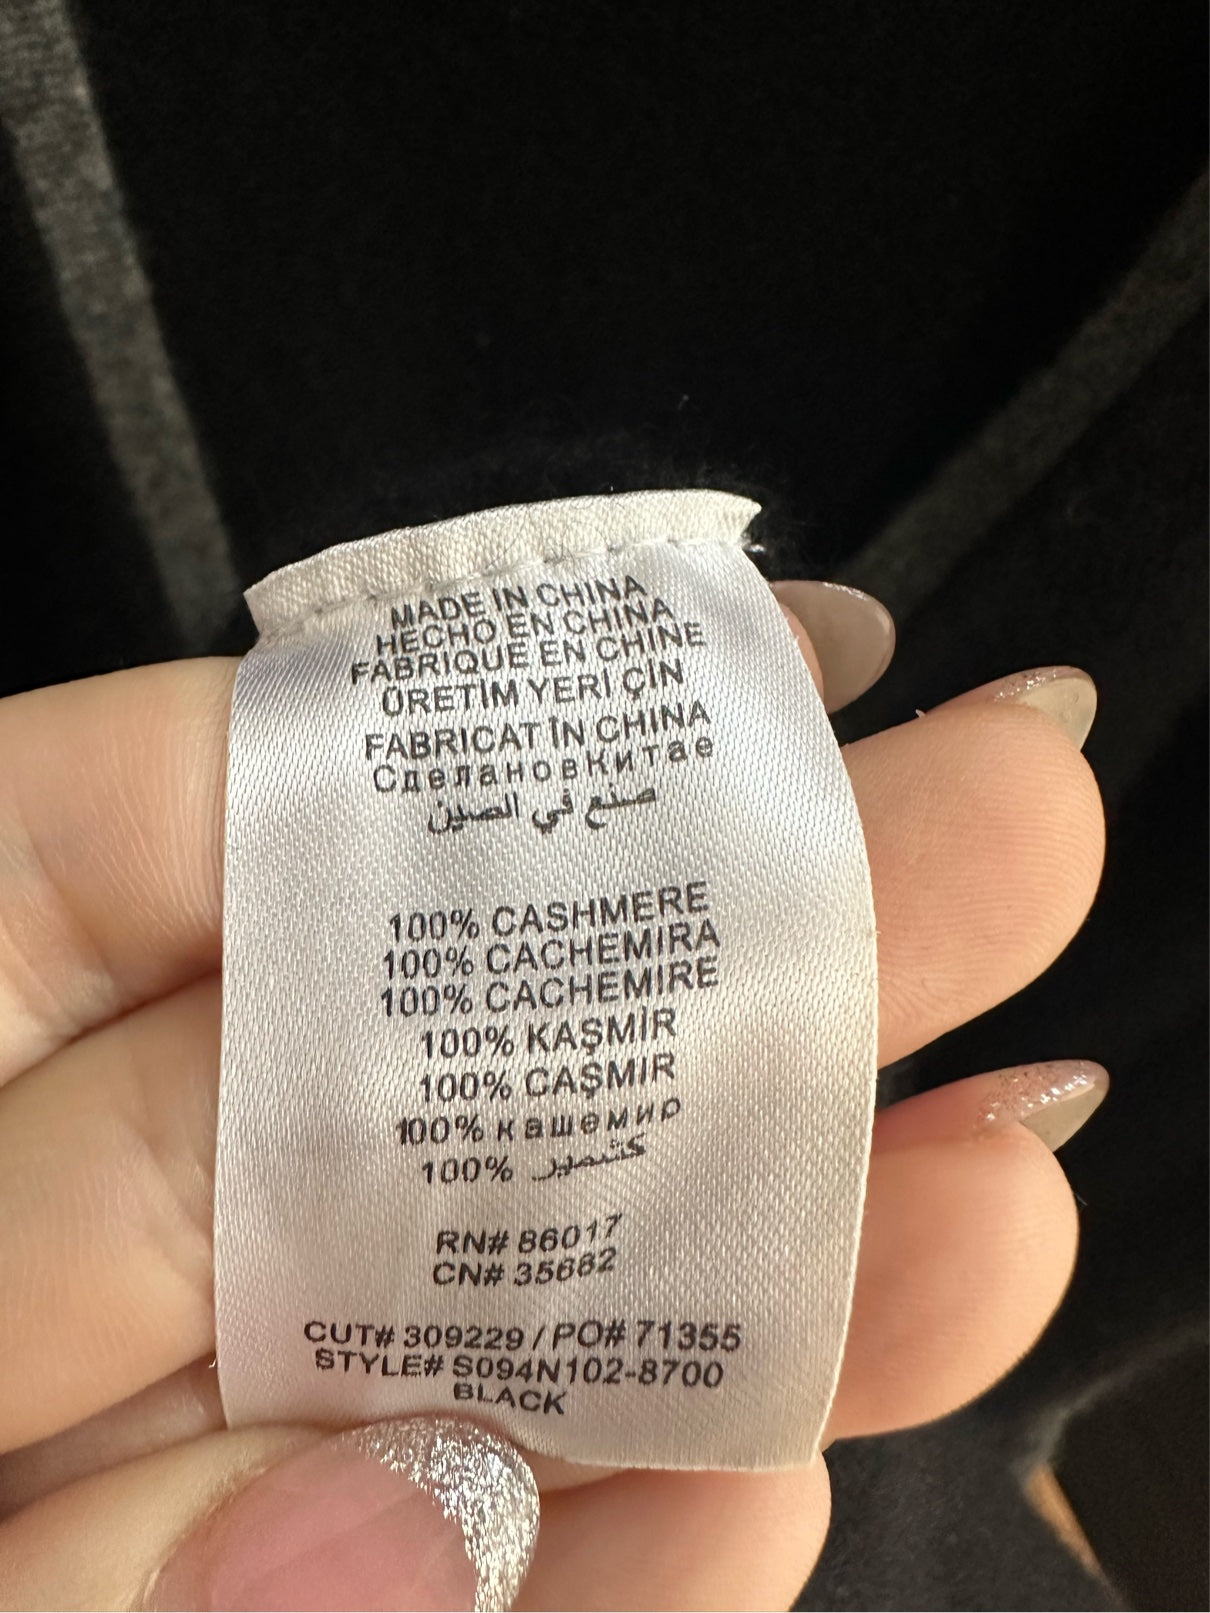 MADE IN CHINA
HECHO EN CHINA
FABRIQUE EN CHINE
ÜRETİM YERİ ÇİN
FABRICAT ÎN CHINA
СделановКитае
صنع في الصين
100% CASHMERE
100% CACHEMIRA
100% CACHEMIRE
100% KAŞMİR
100% CAŞMIR
100% кашемир
100% كشمير
RN# 86017
CN# 35682
CUT# 309229 / PO# 71355
STYLE# S094N102-8700
BLACK